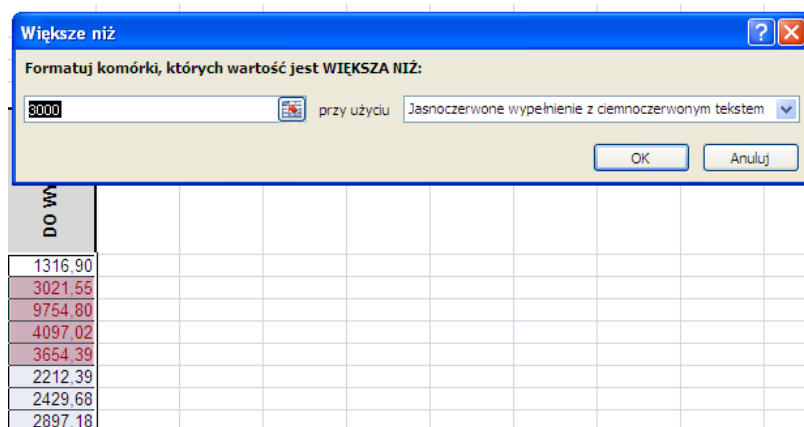 Większe niż
Formatuj komórki, których wartość jest WIĘKSZA NIŻ:
3000 przy użyciu Jasnoczerwone wypełnienie z ciemnoczerwonym tekstem
OK Anuluj
DO WY
1316,90
3021,55
9754,80
4097,02
3654,39
2212,39
2429,68
2897,18